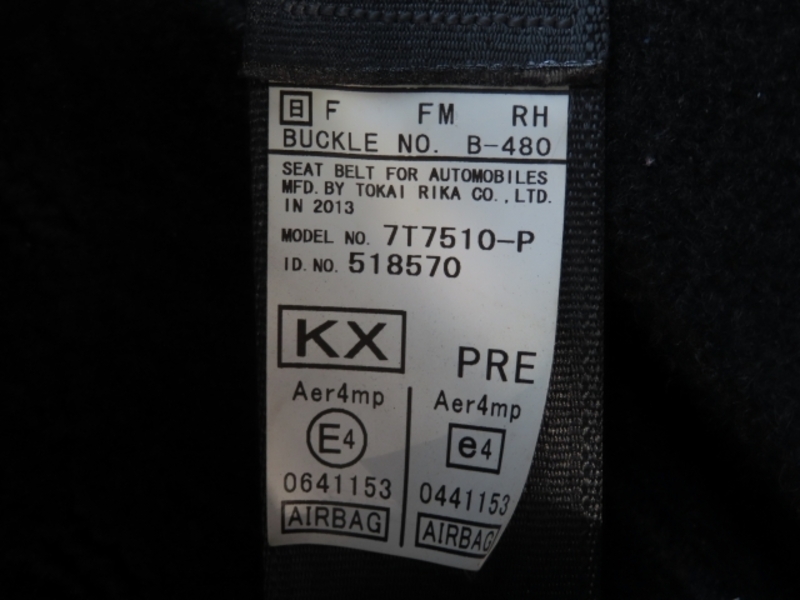 日 F FM RH
BUCKLE NO. B-480
SEAT BELT FOR AUTOMOBILES
MFD. BY TOKAI RIKA CO., LTD.
IN 2013
MODEL NO. 7T7510-P
ID. NO. 518570
KX
PRE
Aer4mp Aer4mp
E4 e4
0641153 0441153
AIRBAG AIRBAG